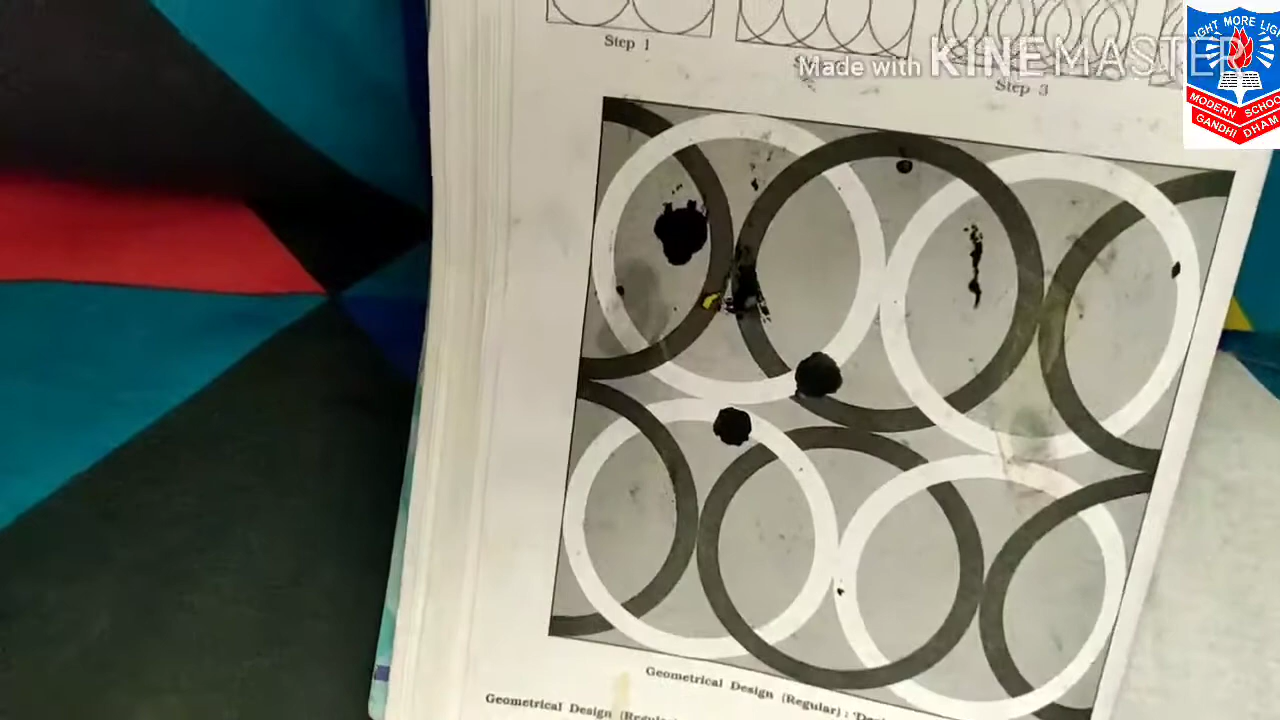 Step 1
Step 3
Made with KINEMASTER
LIGHT MORE LIGHT
MODERN SCHOOL
GANDHI DHAM
Geometrical Design (Regular) :
Geometrical Design